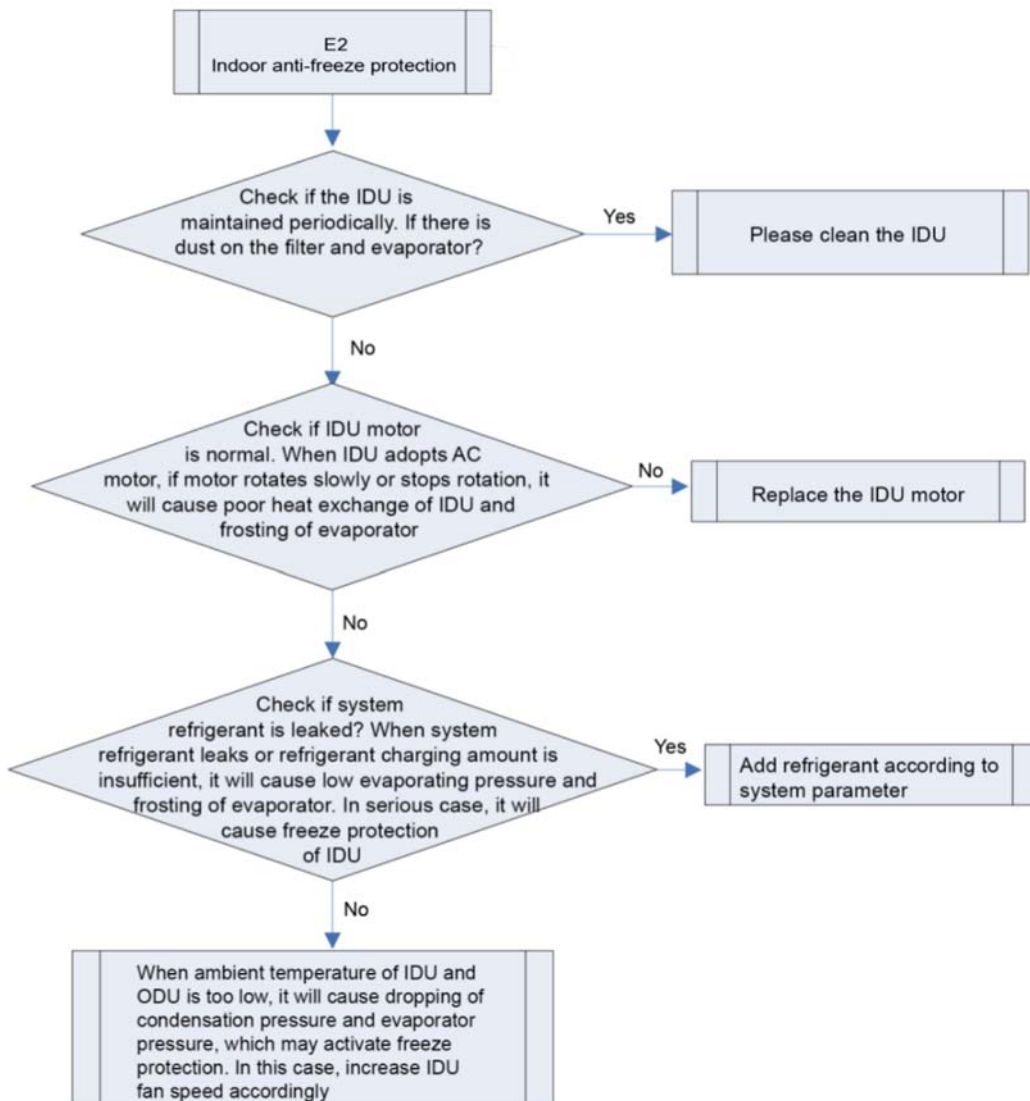 E2
Indoor anti-freeze protection
Check if the IDU is
maintained periodically. If there is
dust on the filter and evaporator?
Yes
Please clean the IDU
No
Check if IDU motor
is normal. When IDU adopts AC
motor, if motor rotates slowly or stops rotation, it
will cause poor heat exchange of IDU and
frosting of evaporator
No
Replace the IDU motor
No
Check if system
refrigerant is leaked? When system
refrigerant leaks or refrigerant charging amount is
insufficient, it will cause low evaporating pressure and
frosting of evaporator. In serious case, it will
cause freeze protection
of IDU
Yes
Add refrigerant according to
system parameter
No
When ambient temperature of IDU and
ODU is too low, it will cause dropping of
condensation pressure and evaporator
pressure, which may activate freeze
protection. In this case, increase IDU
fan speed accordingly